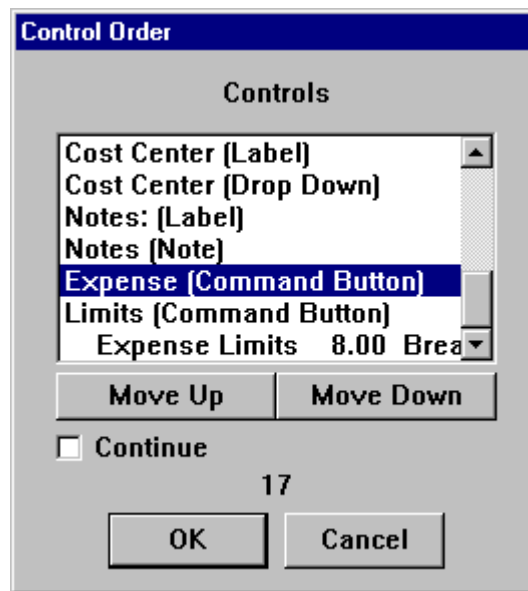 Control Order
Controls
Cost Center (Label)
Cost Center (Drop Down)
Notes: (Label)
Notes (Note)
Expense (Command Button)
Limits (Command Button)
Expense Limits 8.00 Brea
Move Up Move Down
Continue
17
OK Cancel